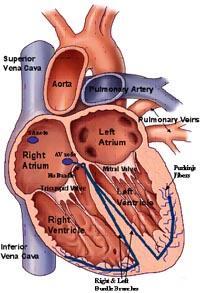 Superior
Vena Cava
Aorta
Pulmonary Artery
Pulmonary Veins
SA node
Left
Atrium
AV node
Right
Atrium
Mitral Valve
Purkinje
Fibers
His Bundle
Tricuspid Valve
Left
Ventricle
Right
Ventricle
Inferior
Vena Cava
Right & Left
Bundle Branches